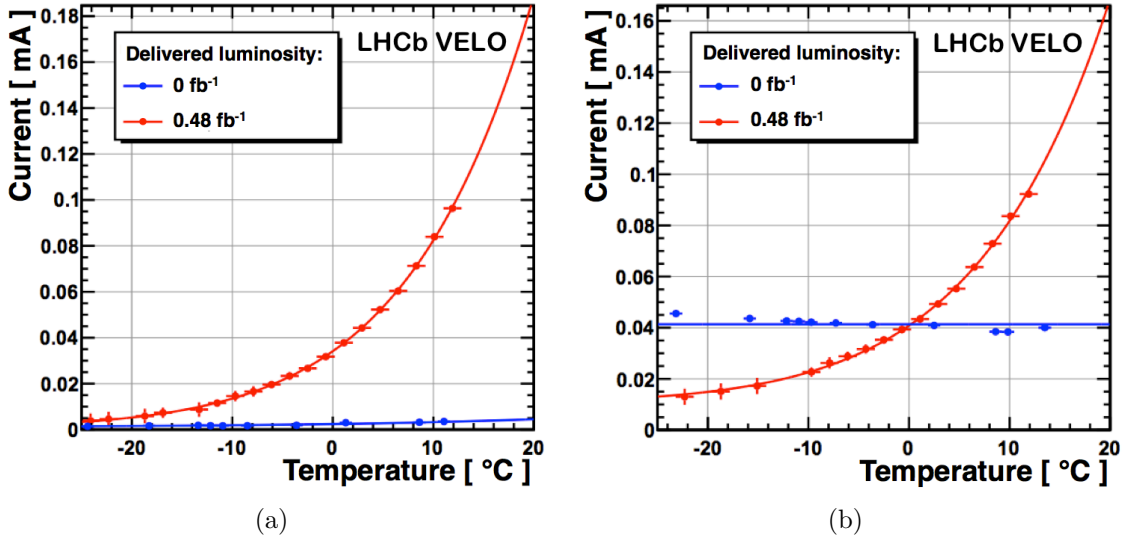 LHCb VELO
Delivered luminosity:
0 fb⁻¹
0.48 fb⁻¹
Current [ mA ]
0.18
0.16
0.14
0.12
0.1
0.08
0.06
0.04
0.02
0
-20
-10
0
10
20
Temperature [ °C ]
(a)
LHCb VELO
Delivered luminosity:
0 fb⁻¹
0.48 fb⁻¹
Current [ mA ]
0.16
0.14
0.12
0.1
0.08
0.06
0.04
0.02
0
-20
-10
0
10
20
Temperature [ °C ]
(b)